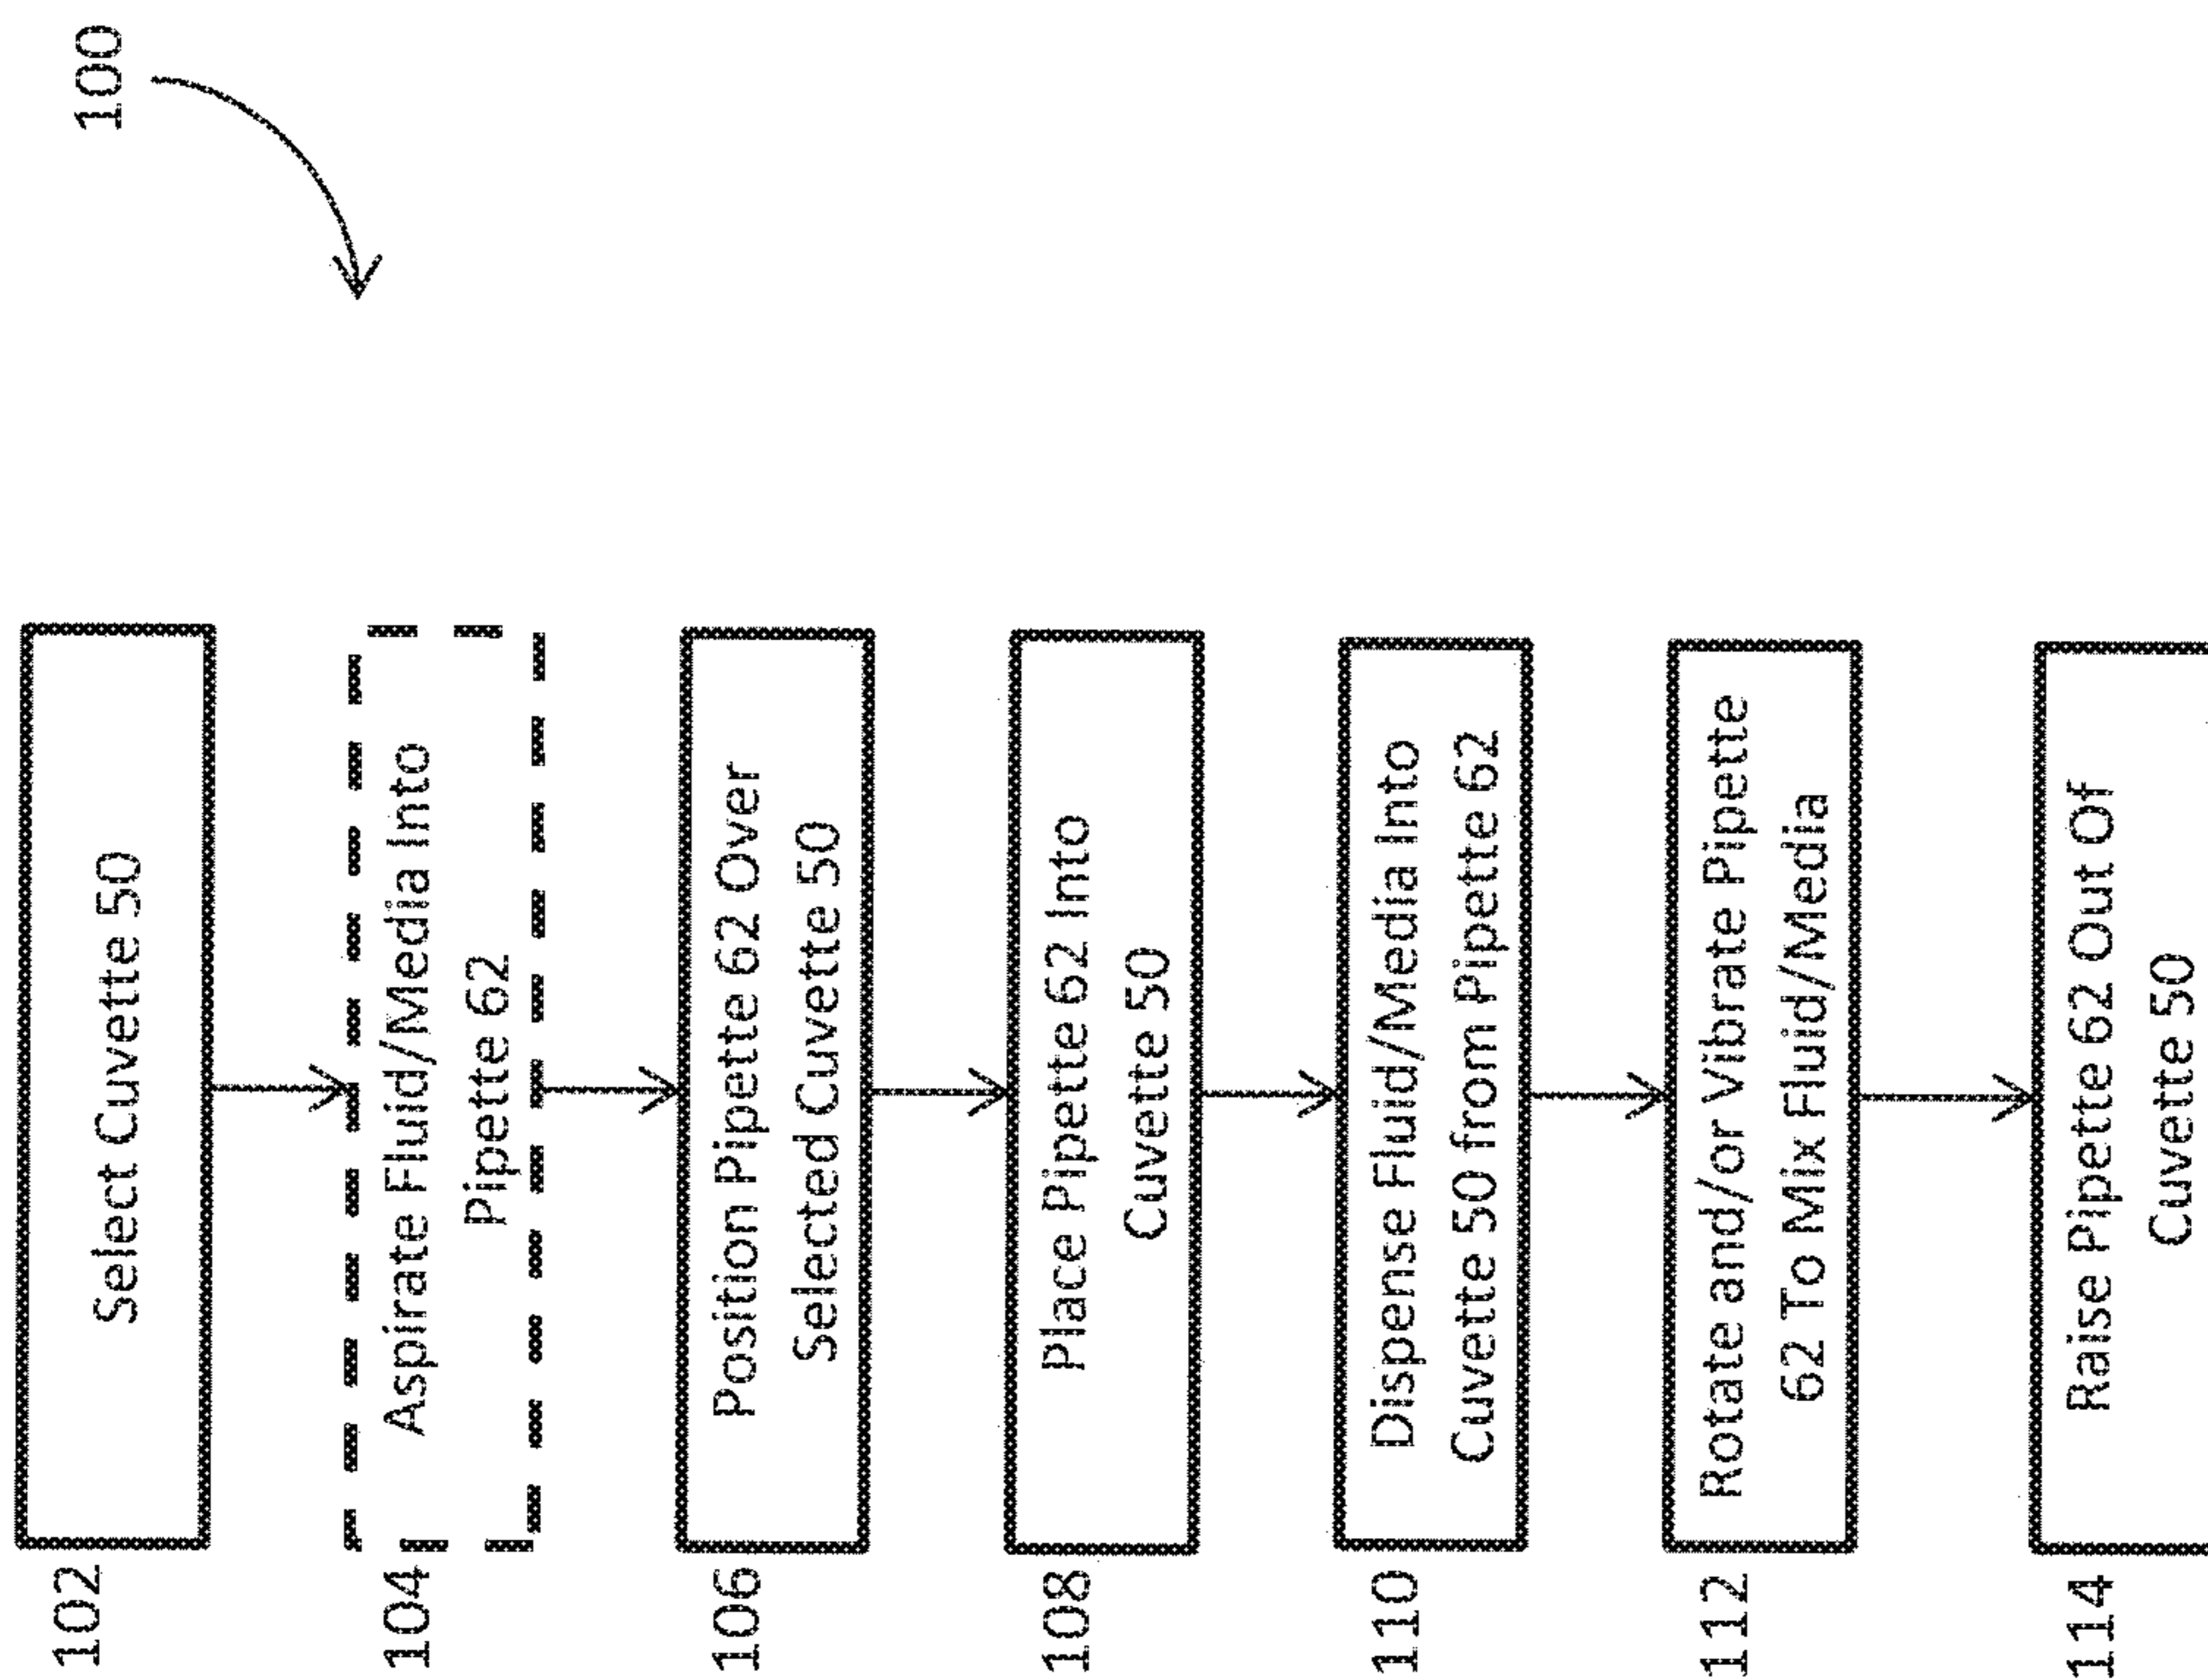 100
102
Select Cuvette 50
104
Aspirate Fluid/Media Into
Pipette 62
106
Position Pipette 62 Over
Selected Cuvette 50
108
Place Pipette 62 Into
Cuvette 50
110
Dispense Fluid/Media Into
Cuvette 50 from Pipette 62
112
Rotate and/or Vibrate Pipette
62 To Mix Fluid/Media
114
Raise Pipette 62 Out Of
Cuvette 50